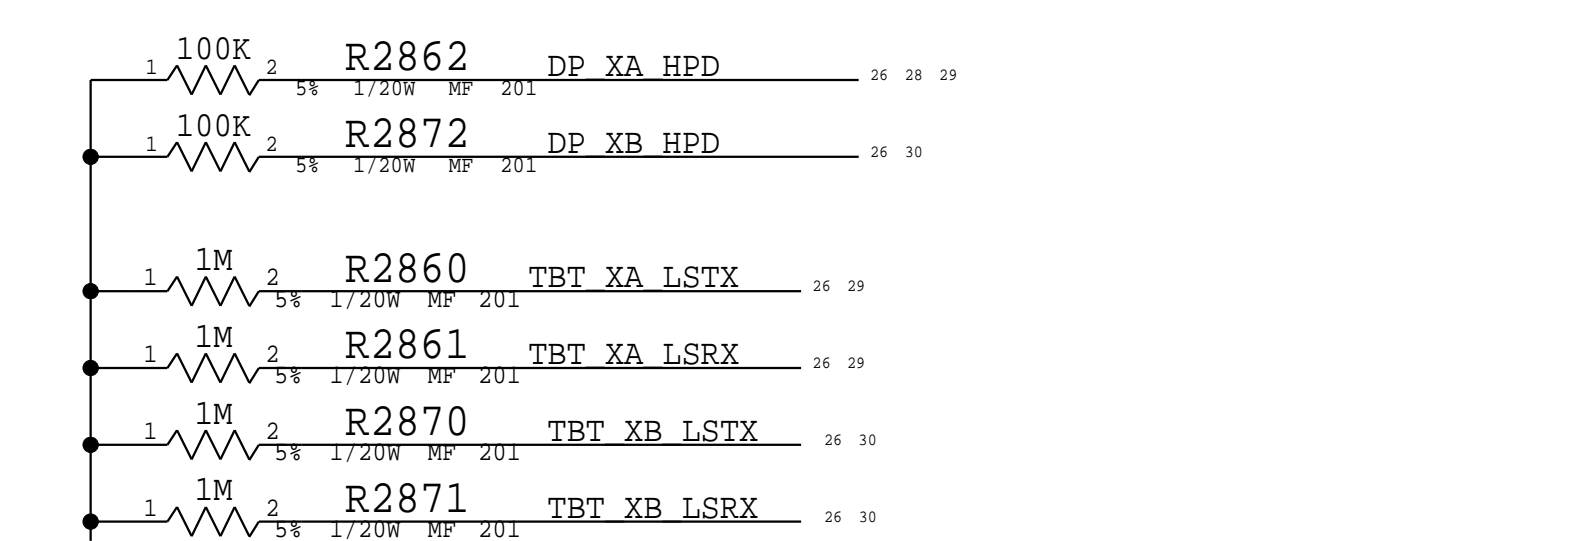 100K R2862 DP_XA_HPD
1 2 26 28 29
5% 1/20W MF 201
100K R2872 DP_XB_HPD
1 2 26 30
5% 1/20W MF 201
1M R2860 TBT_XA_LSTX
1 2 26 29
5% 1/20W MF 201
1M R2861 TBT_XA_LSRX
1 2 26 29
5% 1/20W MF 201
1M R2870 TBT_XB_LSTX
1 2 26 30
5% 1/20W MF 201
1M R2871 TBT_XB_LSRX
1 2 26 30
5% 1/20W MF 201